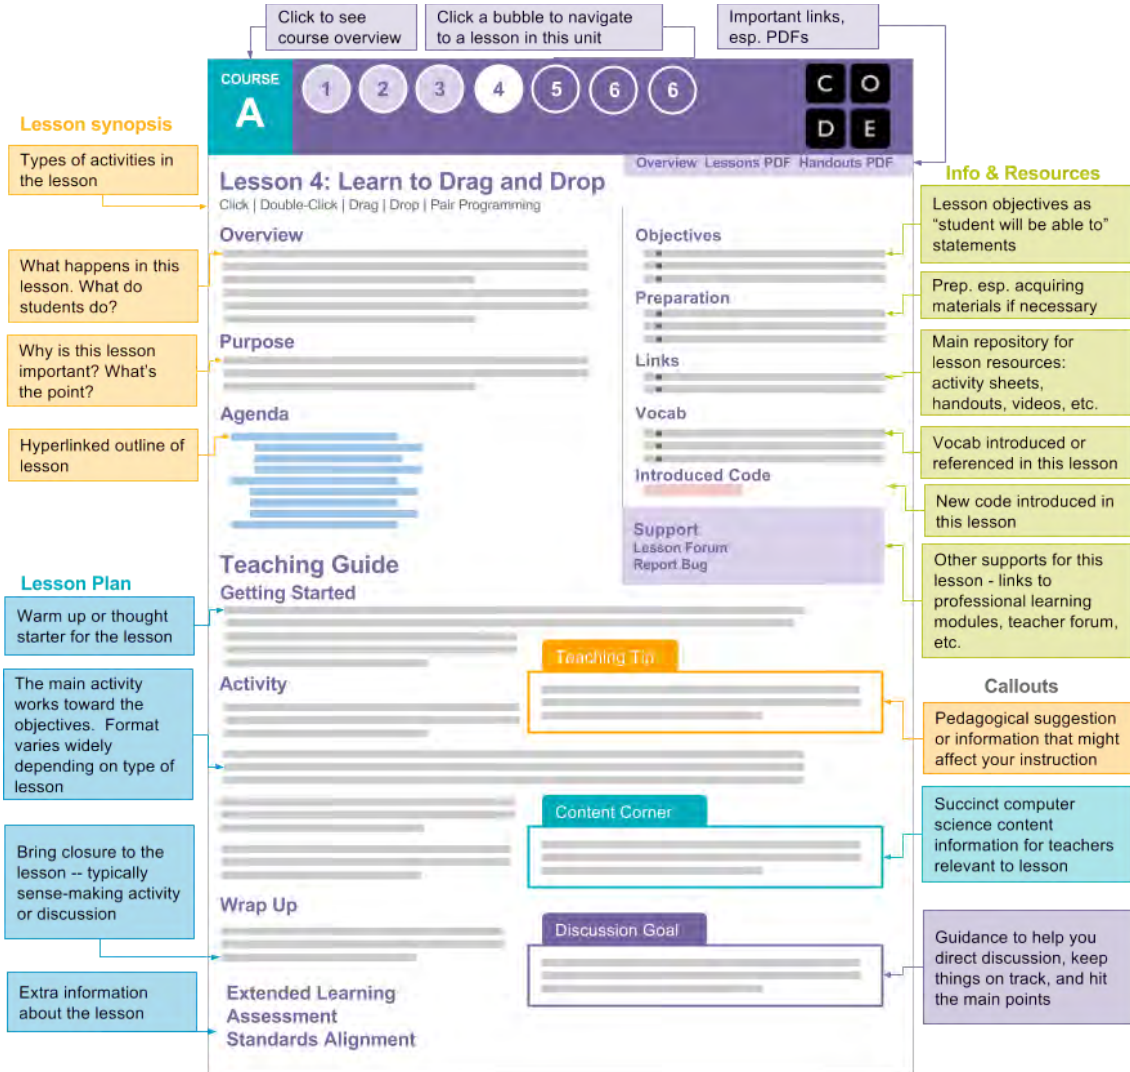 Click to see
course overview
Click a bubble to navigate
to a lesson in this unit
Important links,
esp. PDFs
COURSE
A
1 2 3 4 5 6 6
C O
D E
Overview Lessons PDF Handouts PDF
Lesson synopsis
Types of activities in
the lesson
What happens in this
lesson. What do
students do?
Why is this lesson
important? What's
the point?
Hyperlinked outline of
lesson
Lesson 4: Learn to Drag and Drop
Click | Double-Click | Drag | Drop | Pair Programming
Overview
Purpose
Agenda
Objectives
Preparation
Links
Vocab
Introduced Code
Support
Lesson Forum
Report Bug
Info & Resources
Lesson objectives as
“student will be able to”
statements
Prep. esp. acquiring
materials if necessary
Main repository for
lesson resources:
activity sheets,
handouts, videos, etc.
Vocab introduced or
referenced in this lesson
New code introduced in
this lesson
Other supports for this
lesson - links to
professional learning
modules, teacher forum,
etc.
Lesson Plan
Warm up or thought
starter for the lesson
The main activity
works toward the
objectives. Format
varies widely
depending on type of
lesson
Bring closure to the
lesson -- typically
sense-making activity
or discussion
Extra information
about the lesson
Teaching Guide
Getting Started
Activity
Wrap Up
Extended Learning
Assessment
Standards Alignment
Teaching Tip
Content Corner
Discussion Goal
Callouts
Pedagogical suggestion
or information that might
affect your instruction
Succinct computer
science content
information for teachers
relevant to lesson
Guidance to help you
direct discussion, keep
things on track, and hit
the main points